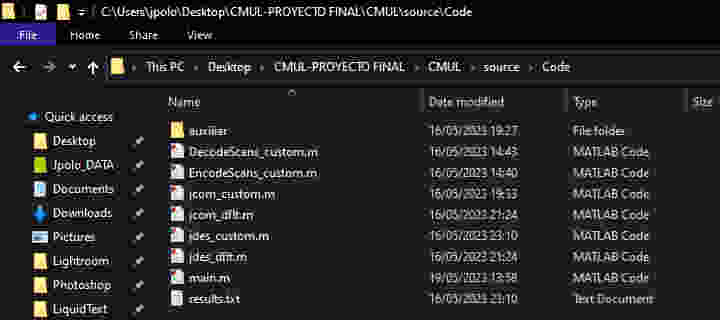 C:\Users\jpolo\Desktop\CMUL-PROYECTO FINAL\CMUL\source\Code
File Home Share View
This PC > Desktop > CMUL-PROYECTO FINAL > CMUL > source > Code
Name Date modified Type Size
Quick access
Desktop
Jpolo_DATA
Documents
Downloads
Pictures
Lightroom
Photoshop
LiquidText
auxiliar 16/05/2023 19:27 File folder
DecodeScans_custom.m 16/05/2023 14:43 MATLAB Code
EncodeScans_custom.m 16/05/2023 14:40 MATLAB Code
jcom_custom.m 16/05/2023 19:33 MATLAB Code
jcom_dflt.m 16/05/2023 21:24 MATLAB Code
jdes_custom.m 16/05/2023 23:10 MATLAB Code
jdes_dflt.m 16/05/2023 21:24 MATLAB Code
main.m 19/05/2023 13:58 MATLAB Code
results.txt 16/05/2023 23:10 Text Document